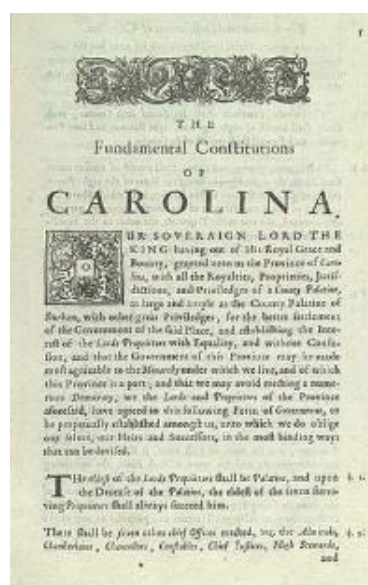 1
THE
Fundamental Conſtitutions
OF
CAROLINA.
OUR SOVERAIGN LORD THE
KING having out of His Royal Grace and
Bounty, granted unto us the Province of Caro-
lina, with all the Royalties, Proprieties, Juriſ-
dictions, and Priviledges of a County Palatine,
as large and ample as the County Palatine of
Durham, with other great Priviledges, for the better ſettlement
of the Government of the ſaid Place, and eſtabliſhing the Inte-
reſt of the Lords Proprietors with Equality, and without Confu-
ſion, and that the Government of this Province may be made
moſt agreeable to the Monarchy under which we live, and of which
this Province is a part; and that we may avoid erecting a nume-
rous Democracy, we the Lords and Proprietors of the Province
aforeſaid, have agreed to this following Form of Government, to
be perpetually eſtabliſhed amongſt us, unto which we do oblige
our ſelves, our Heirs and Succeſſors, in the moſt binding ways
that can be deviſed.
THe eldeſt of the Lords Proprietors ſhall be Palatine, and upon § 1.
the Deceaſe of the Palatine, the eldeſt of the ſeven ſurvi-
ving Proprietors ſhall always ſucceed him.
There ſhall be ſeven other chief Offices erected, viz. the Admirals, § 2.
Chamberlains, Chancellors, Conſtables, Chief Juſtices, High Stewards,
and